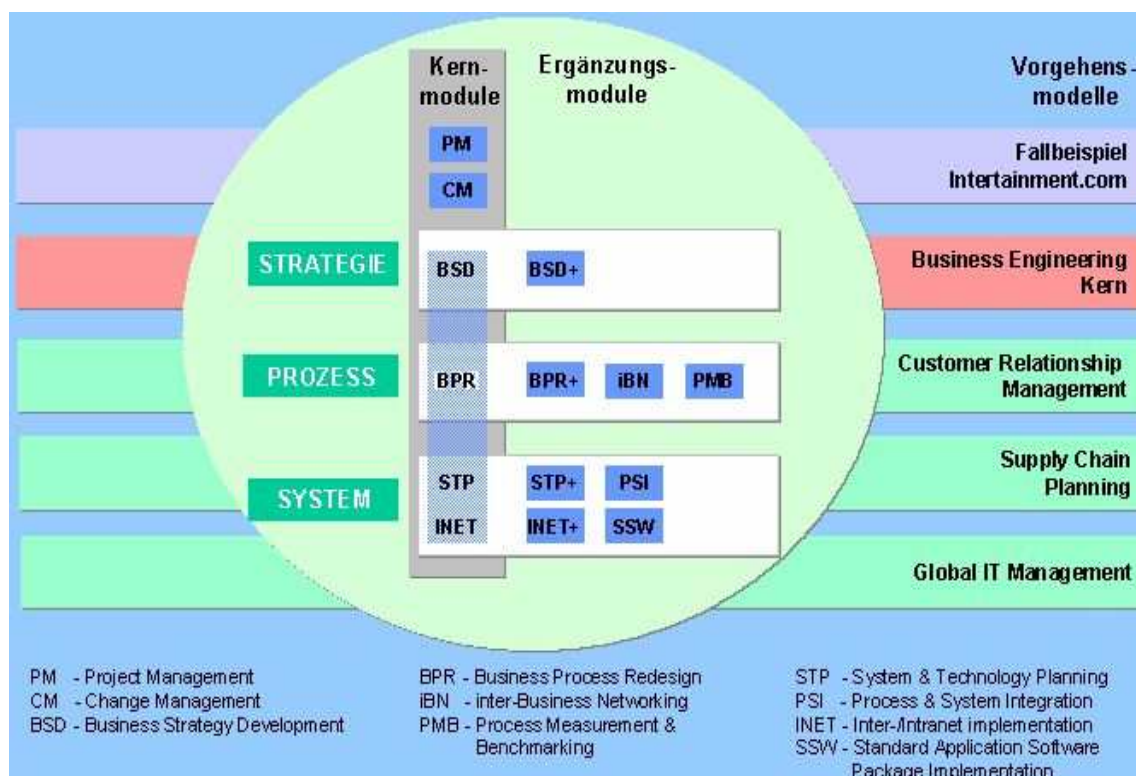 Kern-
module
Ergänzungs-
module
Vorgehens-
modelle
PM
CM
Fallbeispiel
Intertainment.com
STRATEGIE
BSD
BSD+
Business Engineering
Kern
PROZESS
BPR
BPR+
iBN
PMB
Customer Relationship
Management
SYSTEM
STP
STP+
PSI
INET
INET+
SSW
Supply Chain
Planning
Global IT Management
PM - Project Management
CM - Change Management
BSD - Business Strategy Development
BPR - Business Process Redesign
iBN - inter-Business Networking
PMB - Process Measurement &
Benchmarking
STP - System & Technology Planning
PSI - Process & System Integration
INET - Inter-/Intranet implementation
SSW - Standard Application Software
Package Implementation